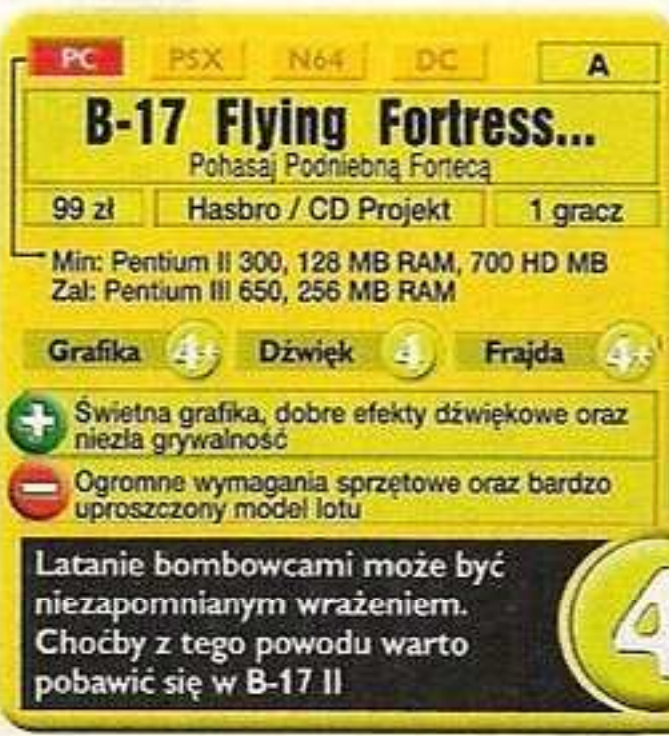 PC PSX N64 DC A
B-17 Flying Fortress...
Pohasaj Podniebną Fortecą
99 zł Hasbro / CD Projekt 1 gracz
Min: Pentium II 300, 128 MB RAM, 700 HD MB
Zal: Pentium III 650, 256 MB RAM
Grafika 4+ Dźwięk 4 Frajda 4+
Świetna grafika, dobre efekty dźwiękowe oraz
niezła grywalność
Ogromne wymagania sprzętowe oraz bardzo
uproszczony model lotu
Latanie bombowcami może być
niezapomnianym wrażeniem.
Choćby z tego powodu warto
pobawić się w B-17 II
4